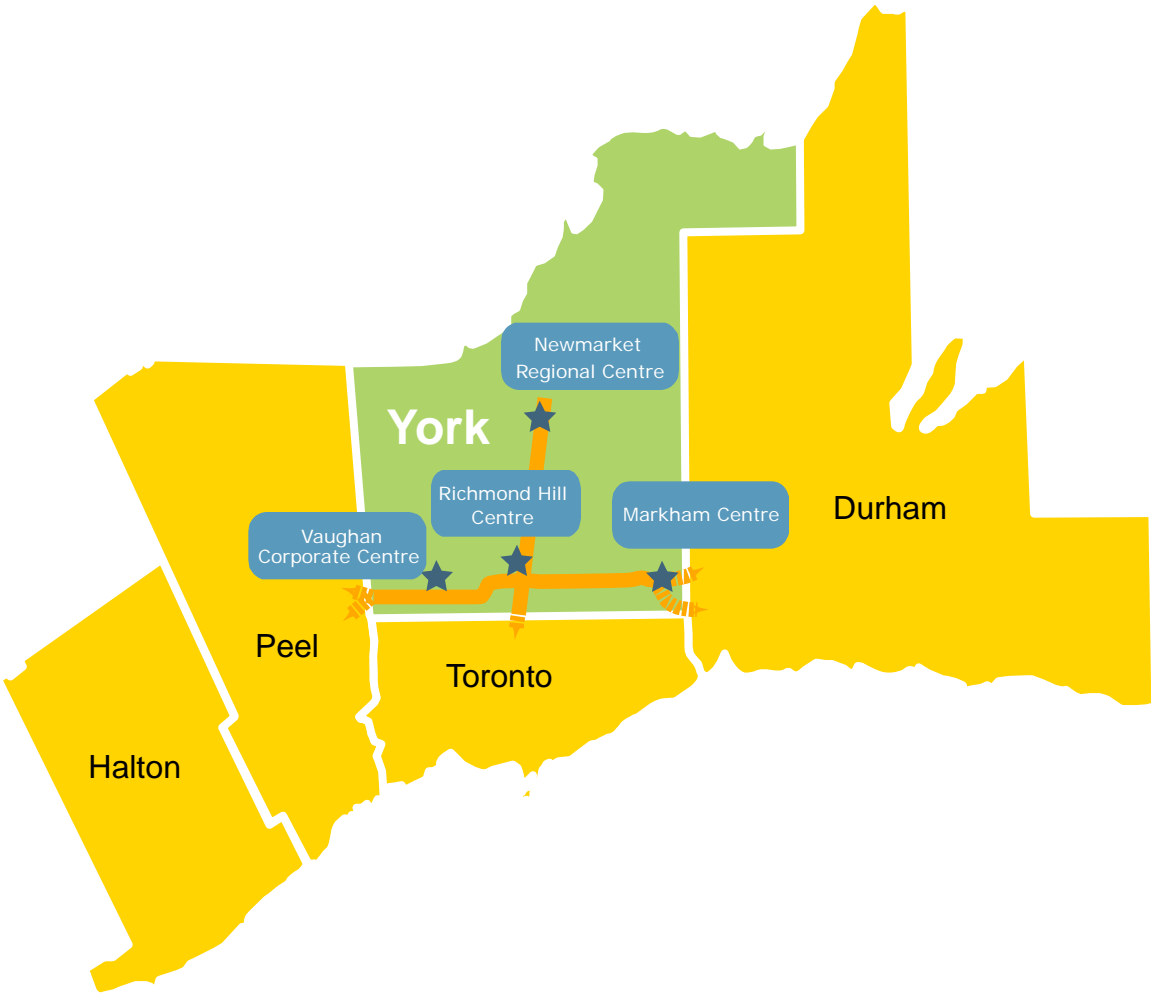 Newmarket
Regional Centre
York
Richmond Hill
Centre
Markham Centre
Durham
Vaughan
Corporate Centre
Peel
Toronto
Halton